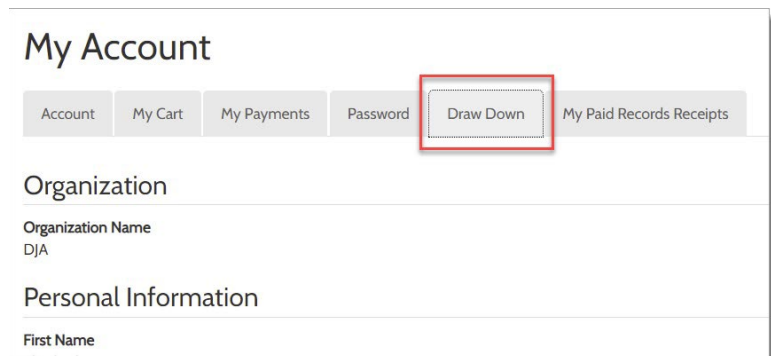 My Account
Account My Cart My Payments Password Draw Down My Paid Records Receipts
Organization
Organization Name
DJA
Personal Information
First Name